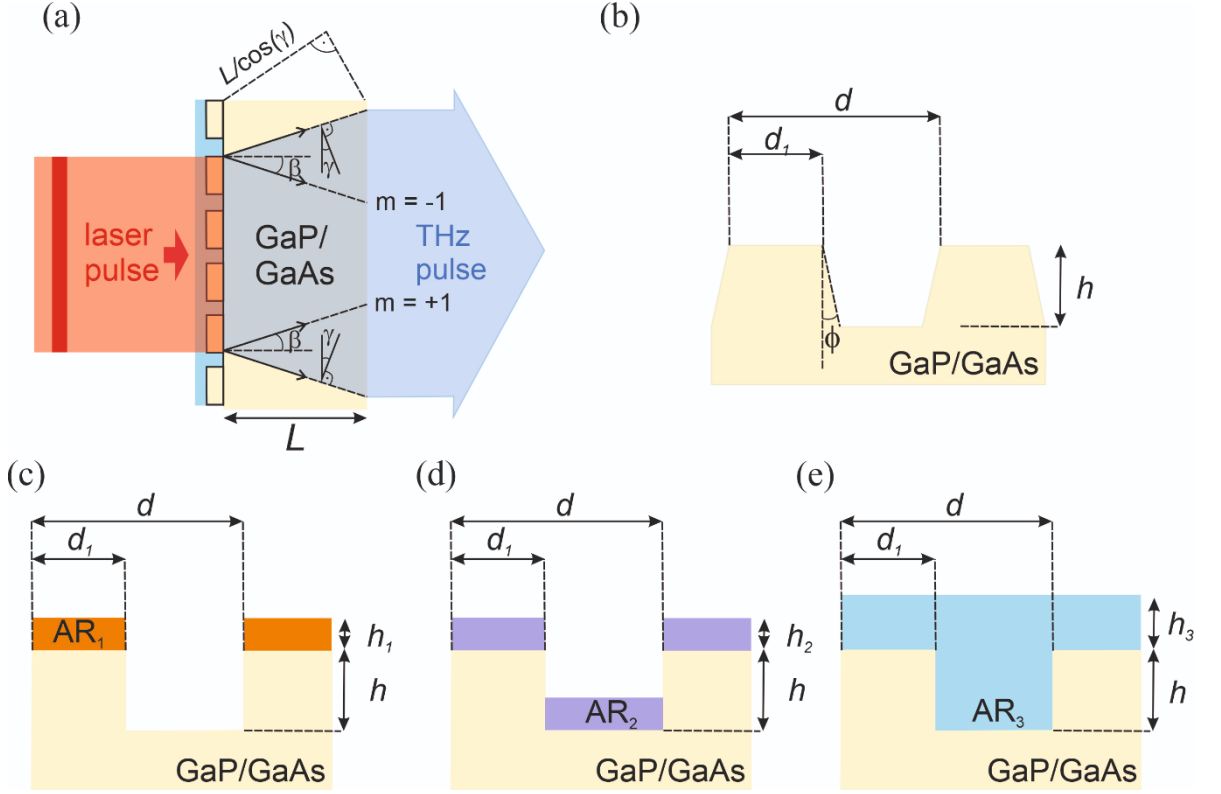 (a)
L/cos(γ)
laser
pulse
β
γ
m = -1
GaP/
GaAs
THz
pulse
m = +1
β
γ
L
(b)
d
d₁
h
ϕ
GaP/GaAs
(c)
d
d₁
AR₁
h₁
h
GaP/GaAs
(d)
d
d₁
h₂
AR₂
h
GaP/GaAs
(e)
d
d₁
h₃
h
AR₃
GaP/GaAs